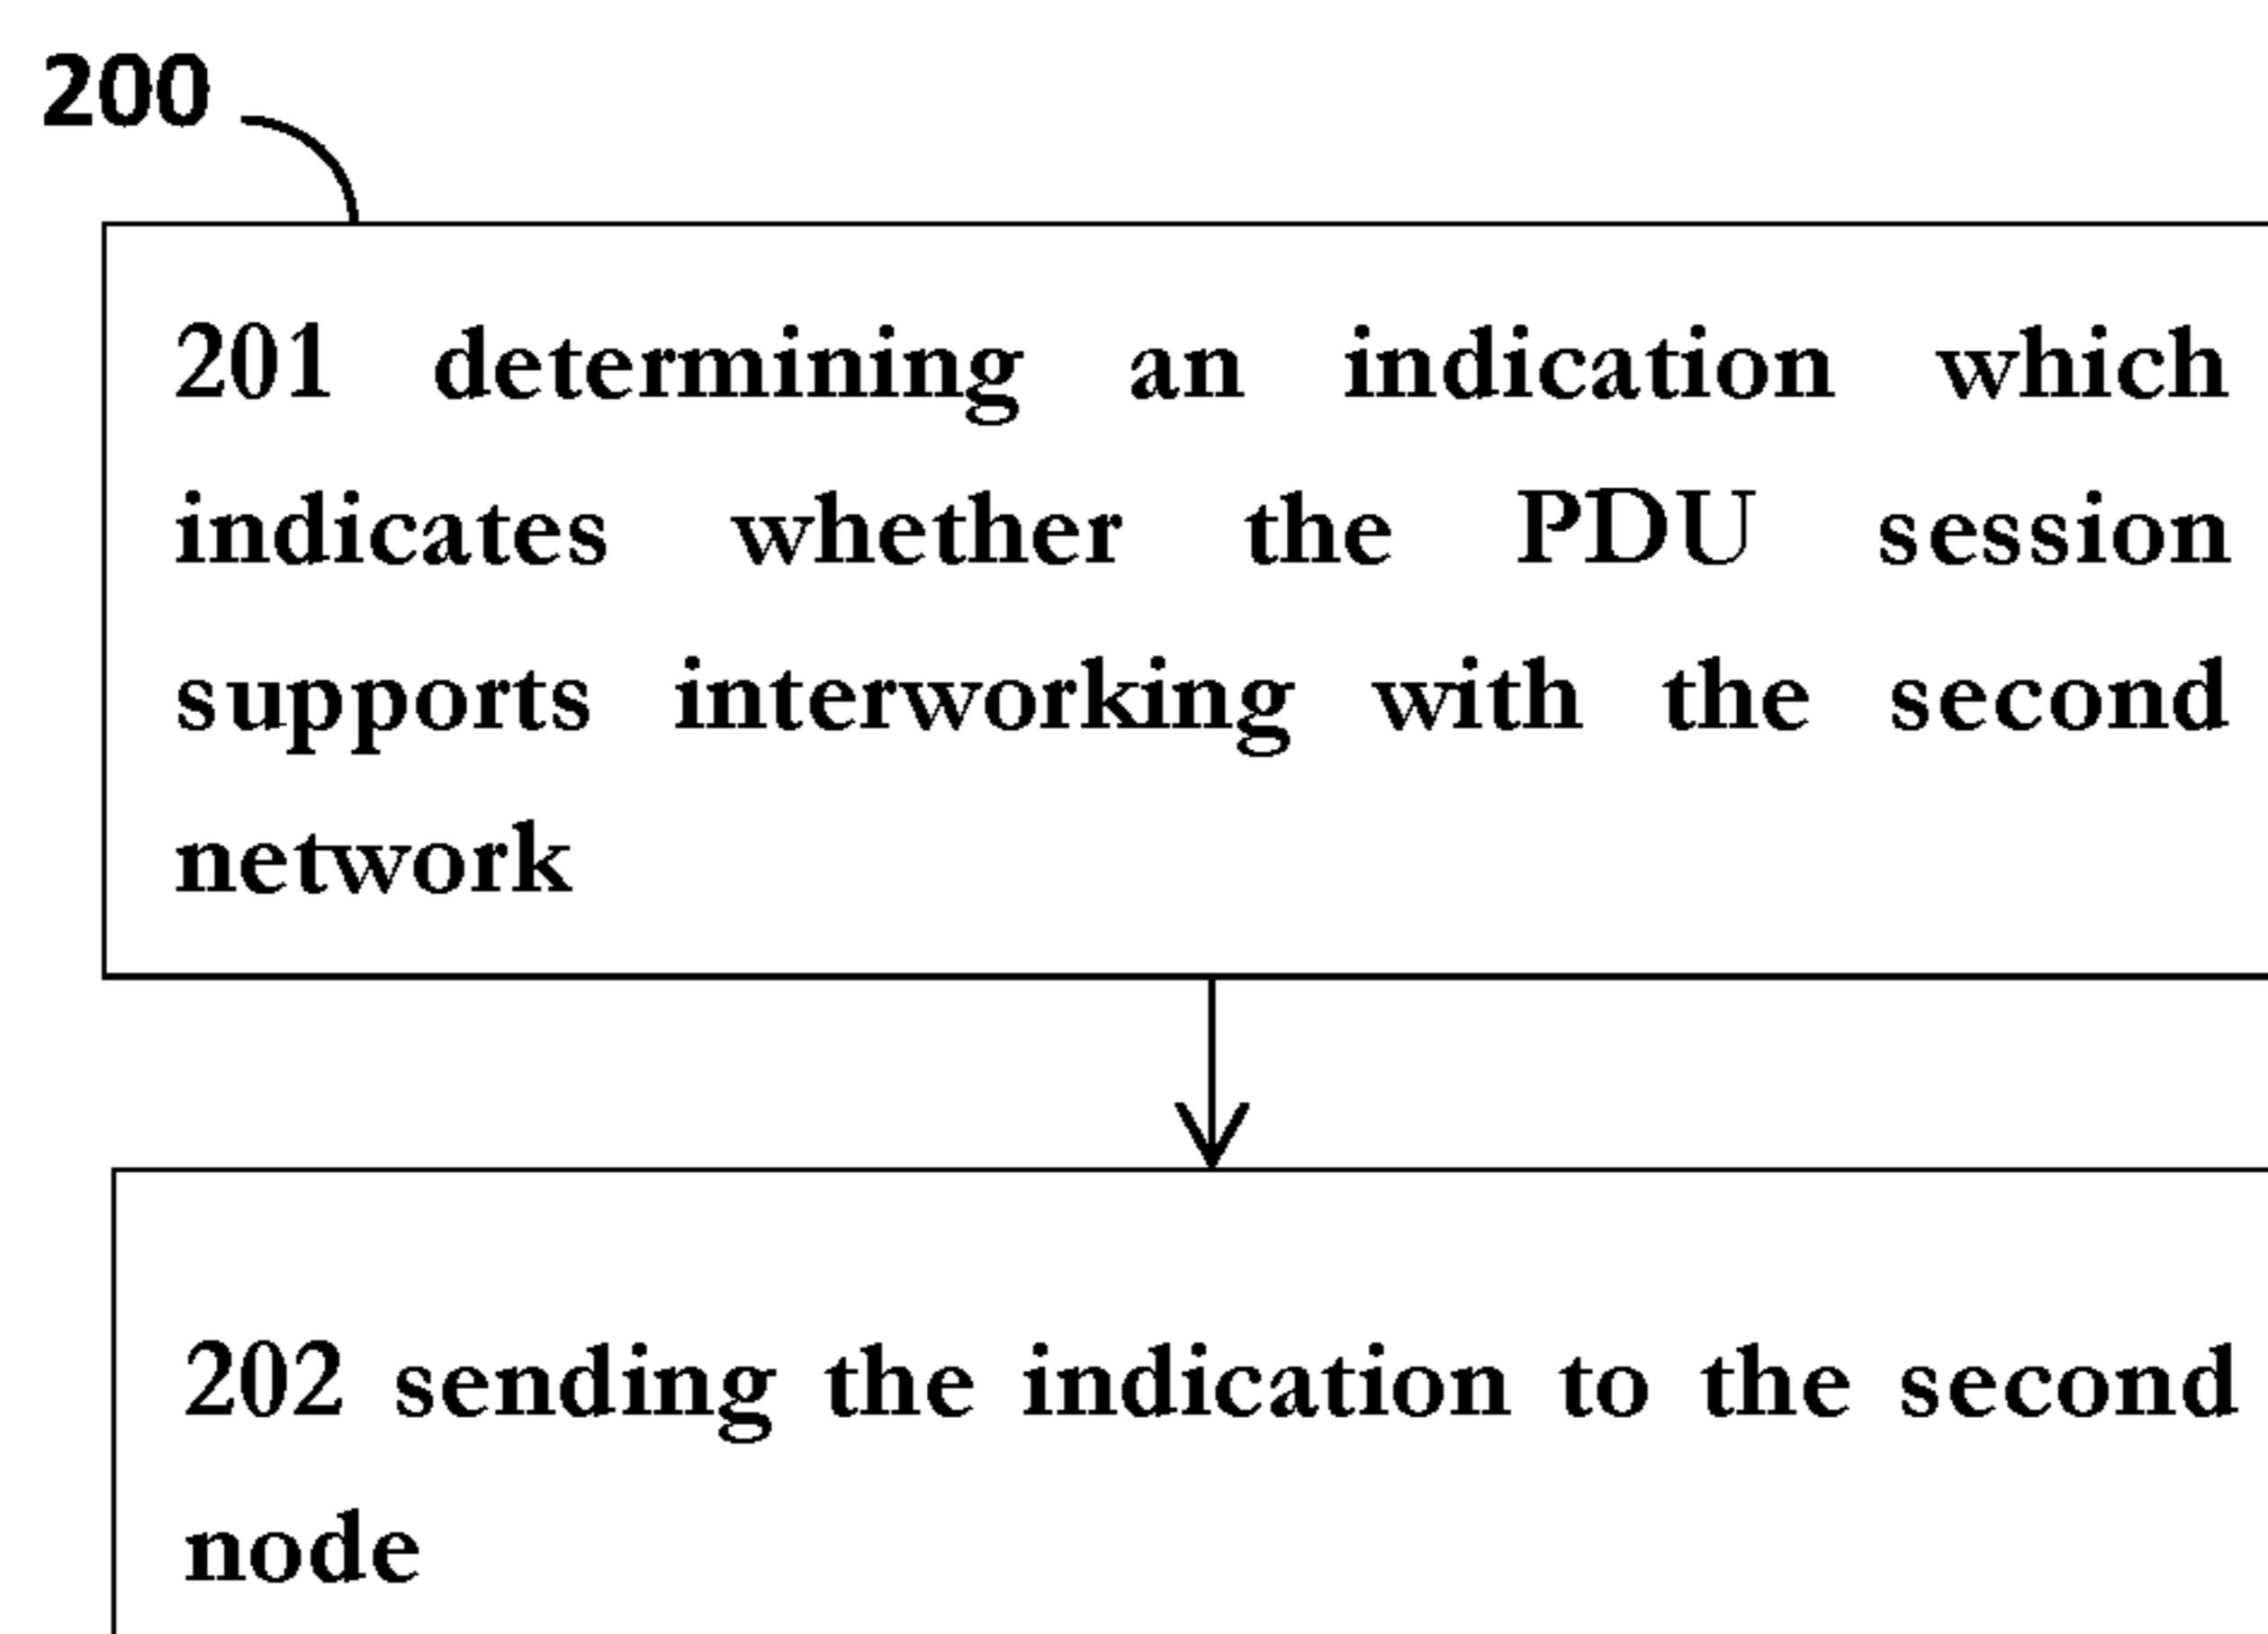 200
201 determining an indication which
indicates whether the PDU session
supports interworking with the second
network
202 sending the indication to the second
node